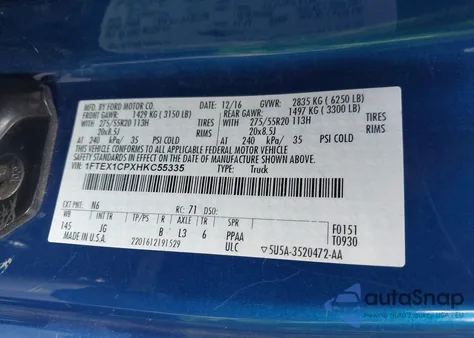 MFD. BY FORD MOTOR CO. 12/16 GVWR: 2835 KG ( 6250 LB)
FRONT GAWR: 1429 KG ( 3150 LB) REAR GAWR: 1497 KG ( 3300 LB)
WITH 275/55R20 113H TIRES WITH 275/55R20 113H TIRES
20x8.5J RIMS 20x8.5J RIMS
AT 240 kPa/ 35 PSI COLD AT 240 kPa/ 35 PSI COLD
THIS VEHICLE CONFORMS TO ALL APPLICABLE FEDERAL MOTOR VEHICLE
SAFETY AND THEFT PREVENTION STANDARDS IN EFFECT ON THE DATE OF MANUFACTURE SHOWN ABOVE.
VIN: 1FTEX1CPXHKC55335 TYPE: Truck
EXT PNT: N6 RC: 71 DSO: F0151
WB INT TR TP/PS R AXLE TR SPR T0930
145 JG B L3 6 PPAA
MADE IN U.S.A. 2201612191529 ULC 5U5A-3520472-AA
autoSnap